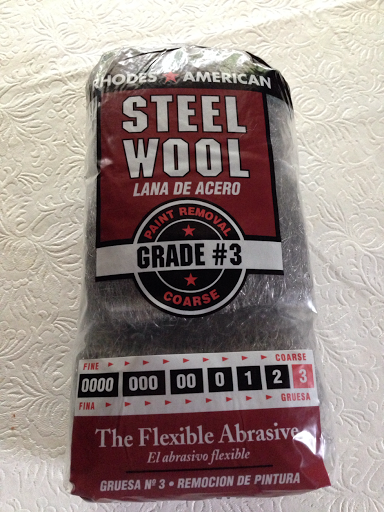 RHODES ★ AMERICAN
STEEL
WOOL
LANA DE ACERO
PAINT REMOVAL
GRADE #3
COARSE
FINE COARSE
0000 000 00 0 1 2 3
FINA GRUESA
The Flexible Abrasive
El abrasivo flexible
GRUESA Nº 3 • REMOCION DE PINTURA